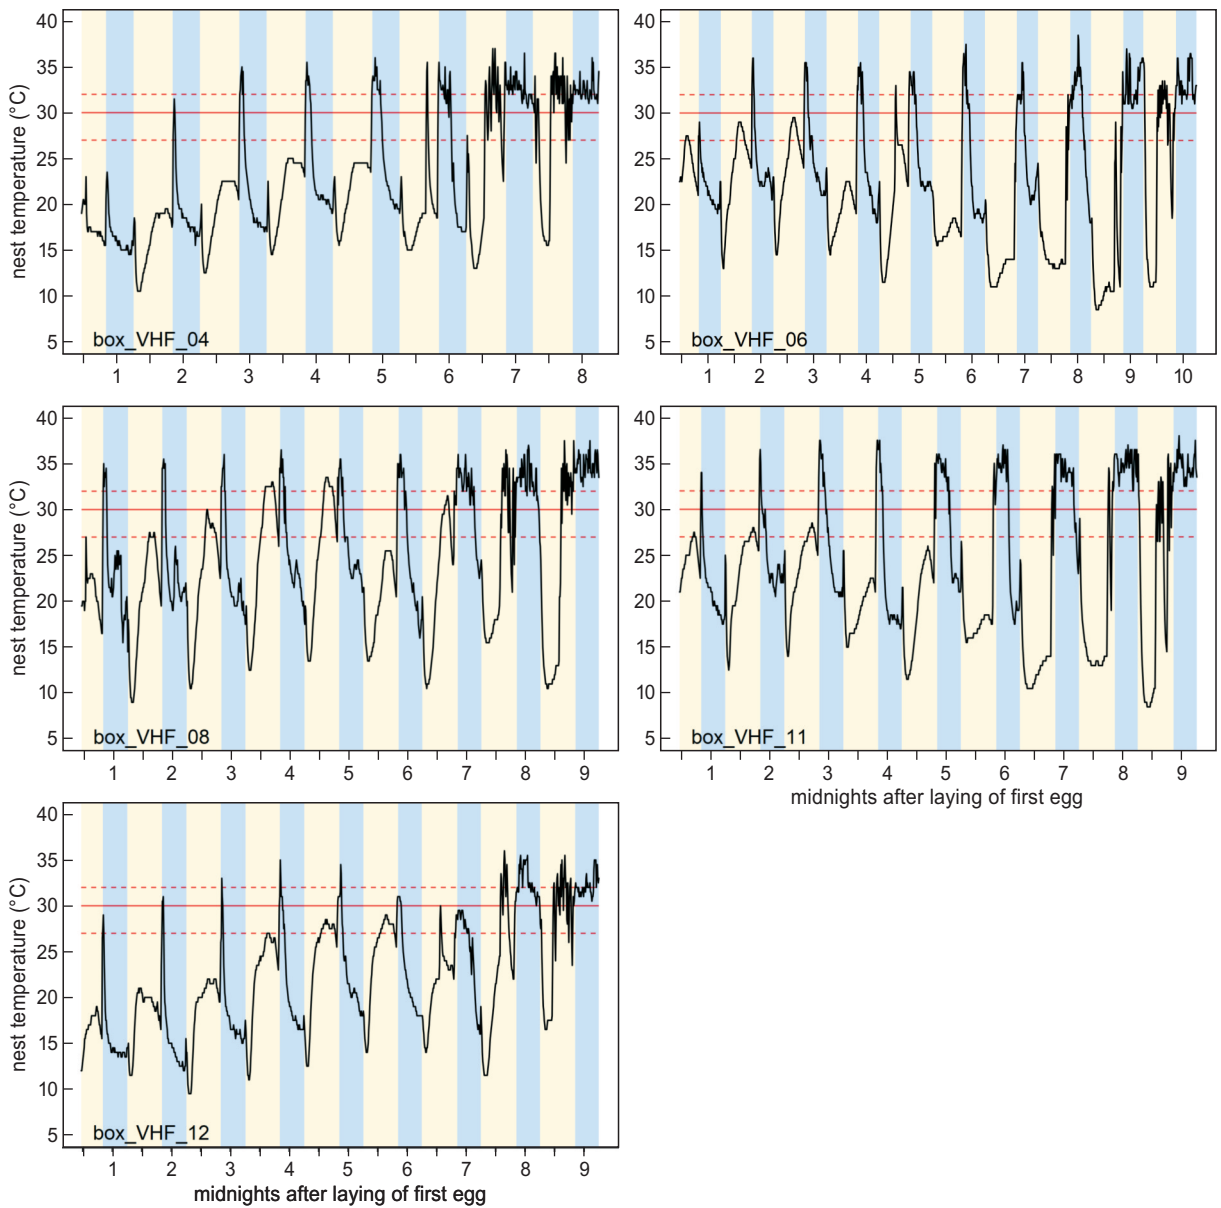 40
35
30
25
20
15
10
5
nest temperature (°C)
box_VHF_04
1 2 3 4 5 6 7 8
40
35
30
25
20
15
10
5
box_VHF_06
1 2 3 4 5 6 7 8 9 10
40
35
30
25
20
15
10
5
nest temperature (°C)
box_VHF_08
1 2 3 4 5 6 7 8 9
40
35
30
25
20
15
10
5
box_VHF_11
1 2 3 4 5 6 7 8 9
midnights after laying of first egg
40
35
30
25
20
15
10
5
nest temperature (°C)
box_VHF_12
1 2 3 4 5 6 7 8 9
midnights after laying of first egg